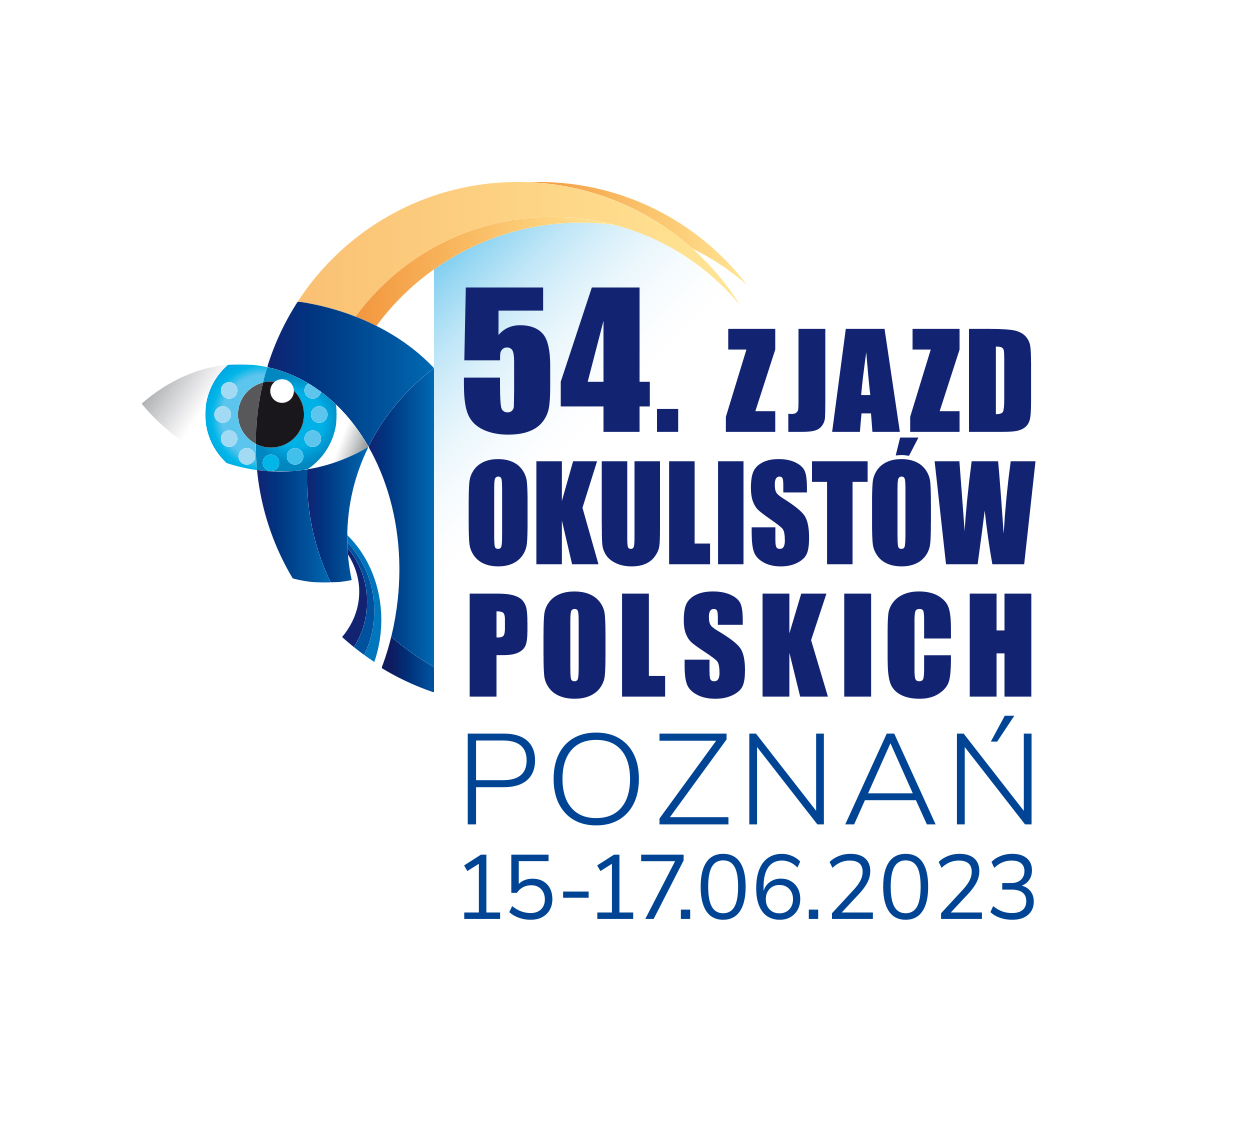 54. ZJAZD
OKULISTÓW
POLSKICH
POZNAŃ
15-17.06.2023